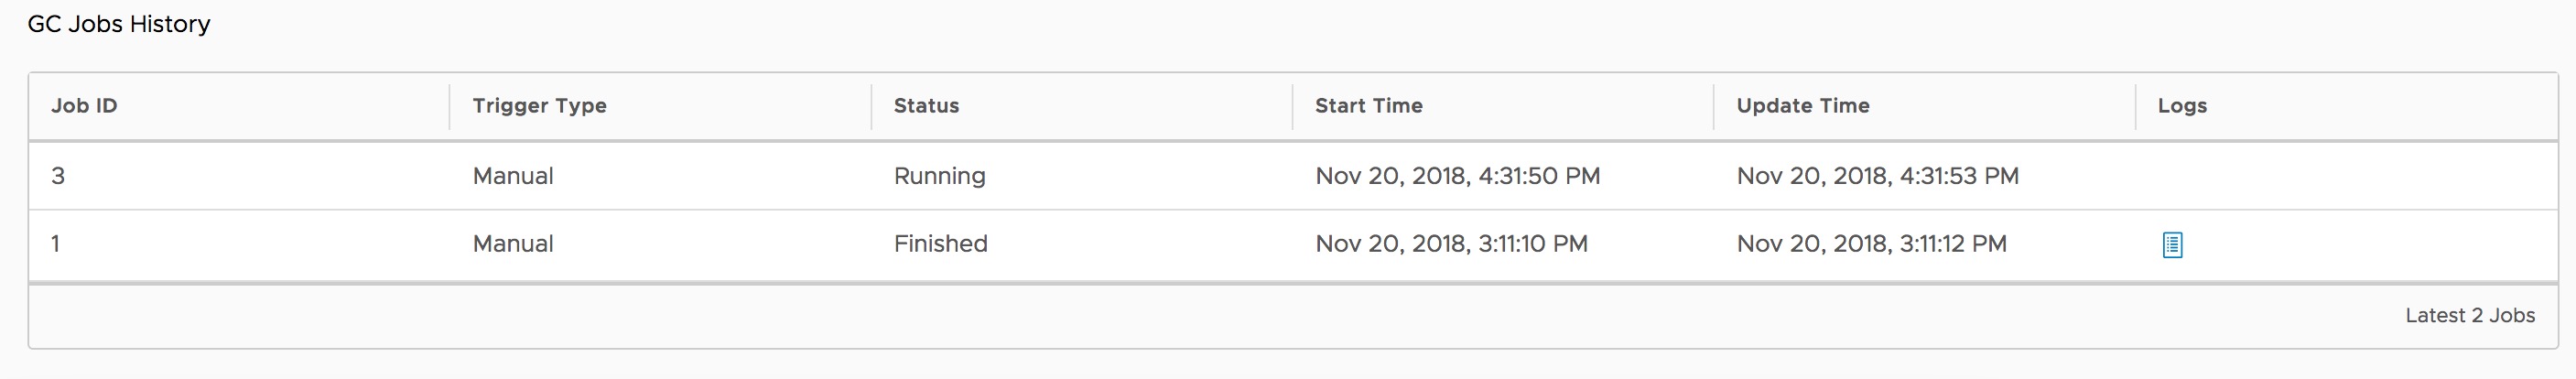 GC Jobs History
Job ID Trigger Type Status Start Time Update Time Logs
3 Manual Running Nov 20, 2018, 4:31:50 PM Nov 20, 2018, 4:31:53 PM
1 Manual Finished Nov 20, 2018, 3:11:10 PM Nov 20, 2018, 3:11:12 PM
Latest 2 Jobs